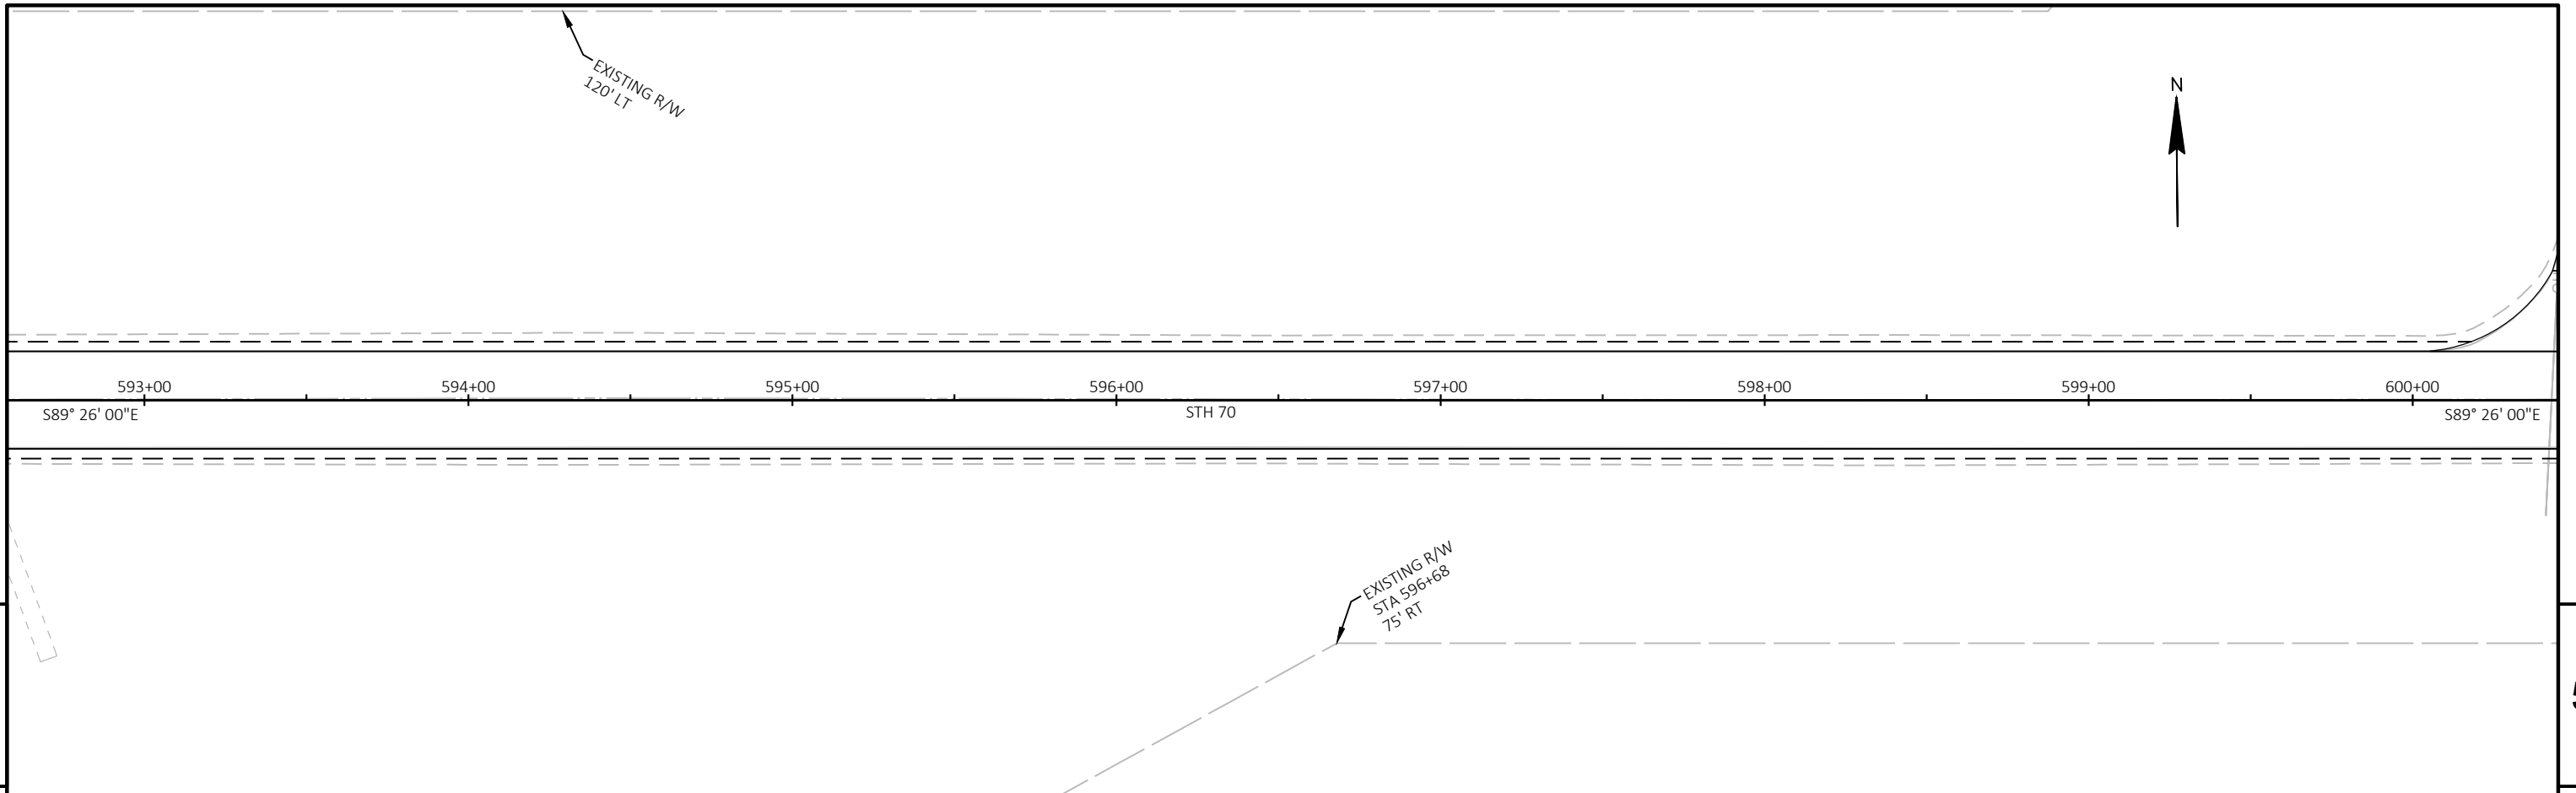 EXISTING R/W
120' LT
N
593+00
594+00
595+00
596+00
597+00
598+00
599+00
600+00
S89° 26' 00"E
STH 70
S89° 26' 00"E
EXISTING R/W
STA 596+68
75' RT